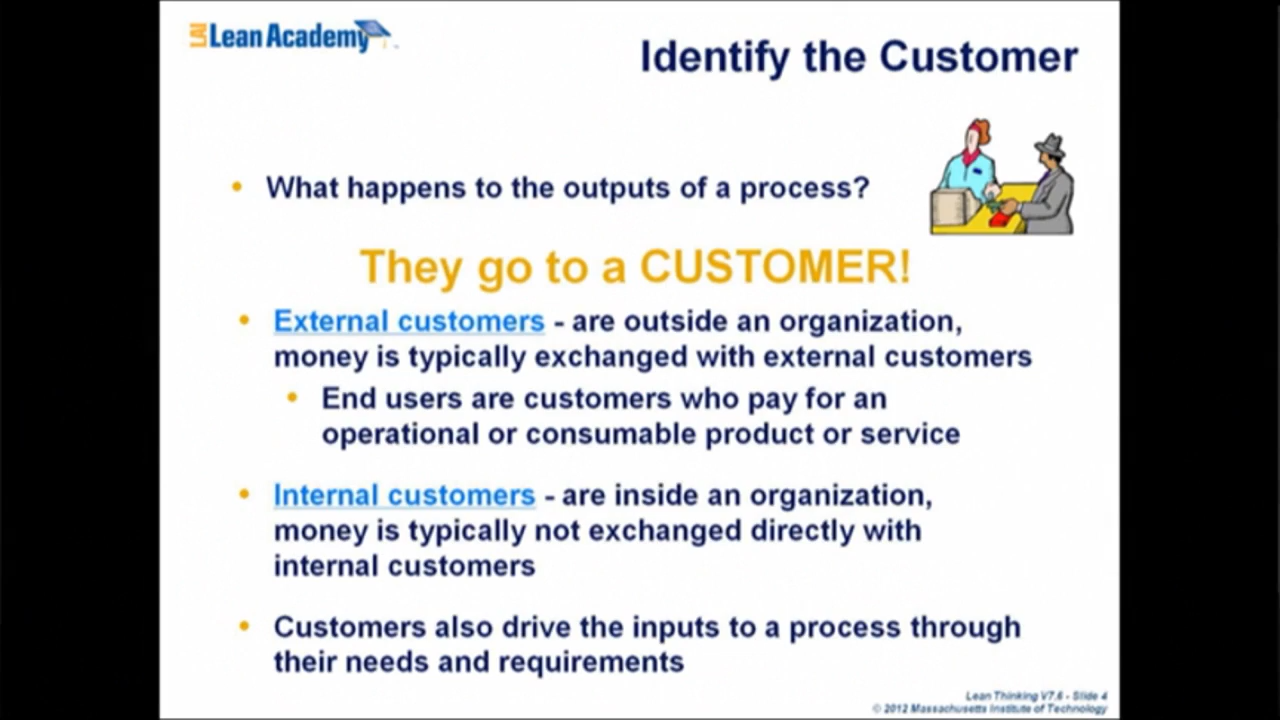 LAI Lean Academy
Identify the Customer
• What happens to the outputs of a process?
They go to a CUSTOMER!
• External customers - are outside an organization,
money is typically exchanged with external customers
• End users are customers who pay for an
operational or consumable product or service
• Internal customers - are inside an organization,
money is typically not exchanged directly with
internal customers
• Customers also drive the inputs to a process through
their needs and requirements
Lean Thinking V7.6 - Slide 4
© 2012 Massachusetts Institute of Technology